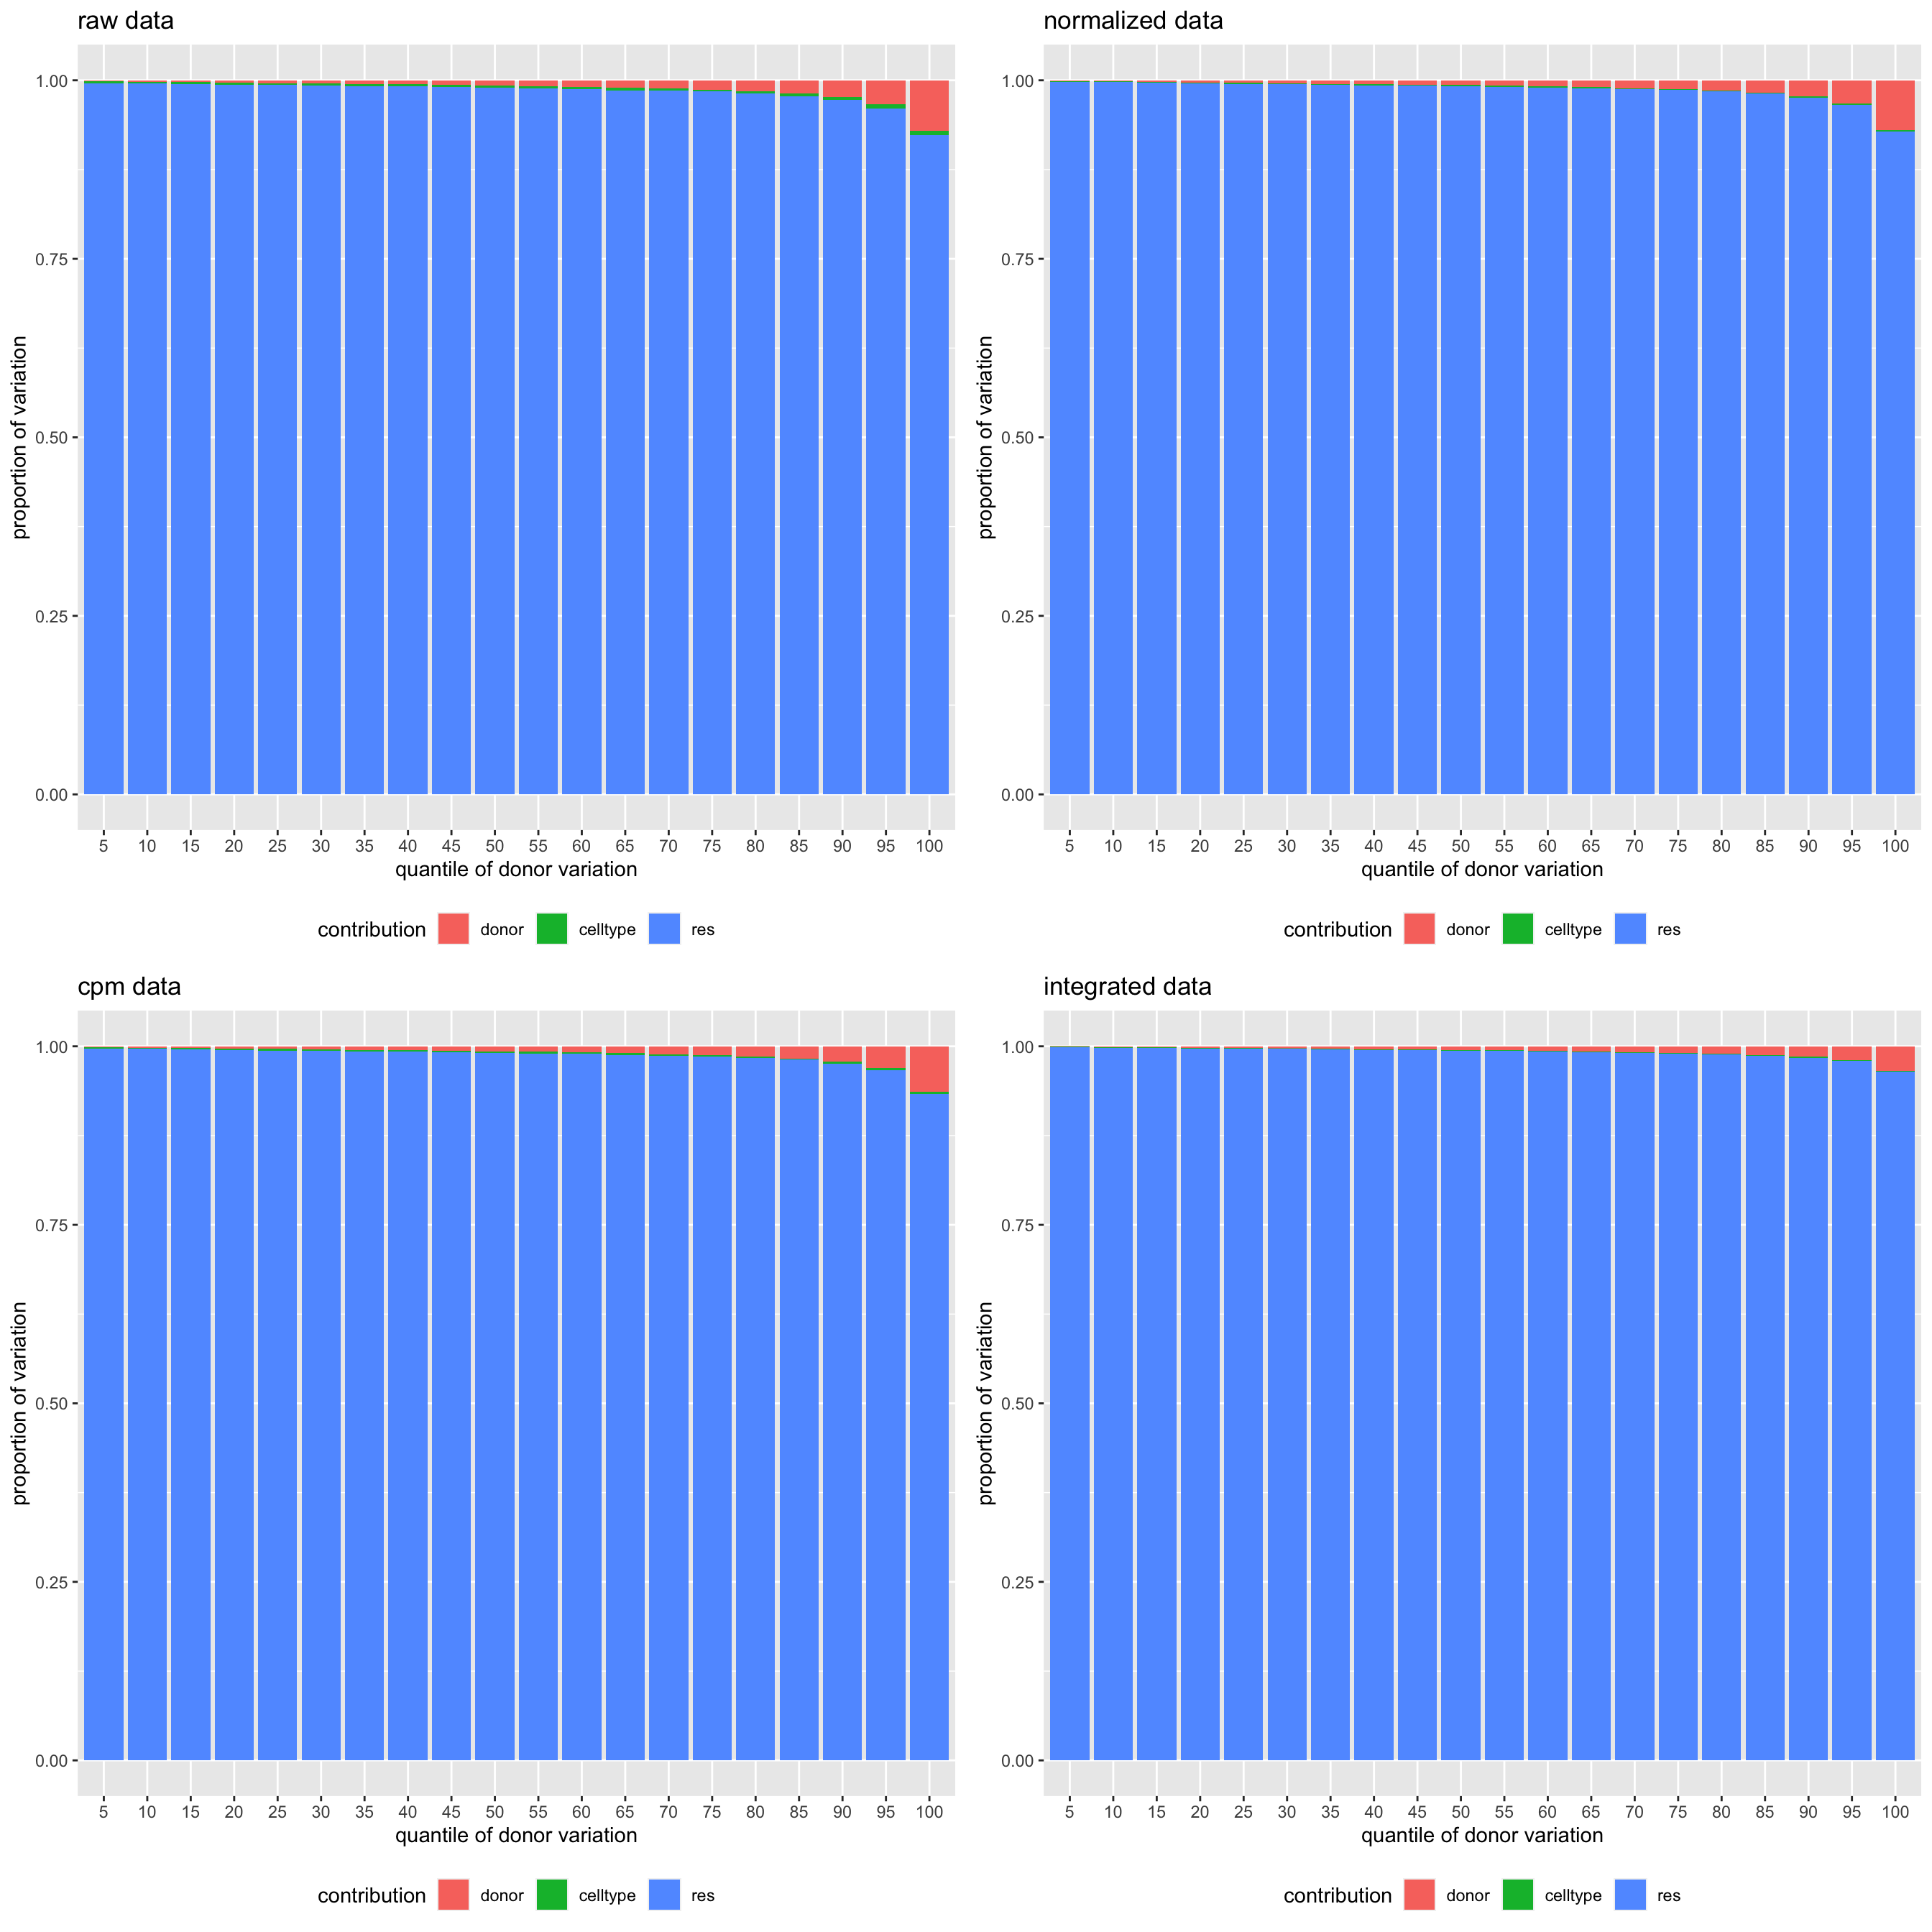 raw data
proportion of variation
1.00
0.75
0.50
0.25
0.00
5 10 15 20 25 30 35 40 45 50 55 60 65 70 75 80 85 90 95 100
quantile of donor variation
contribution donor celltype res
normalized data
proportion of variation
1.00
0.75
0.50
0.25
0.00
5 10 15 20 25 30 35 40 45 50 55 60 65 70 75 80 85 90 95 100
quantile of donor variation
contribution donor celltype res
cpm data
proportion of variation
1.00
0.75
0.50
0.25
0.00
5 10 15 20 25 30 35 40 45 50 55 60 65 70 75 80 85 90 95 100
quantile of donor variation
contribution donor celltype res
integrated data
proportion of variation
1.00
0.75
0.50
0.25
0.00
5 10 15 20 25 30 35 40 45 50 55 60 65 70 75 80 85 90 95 100
quantile of donor variation
contribution donor celltype res